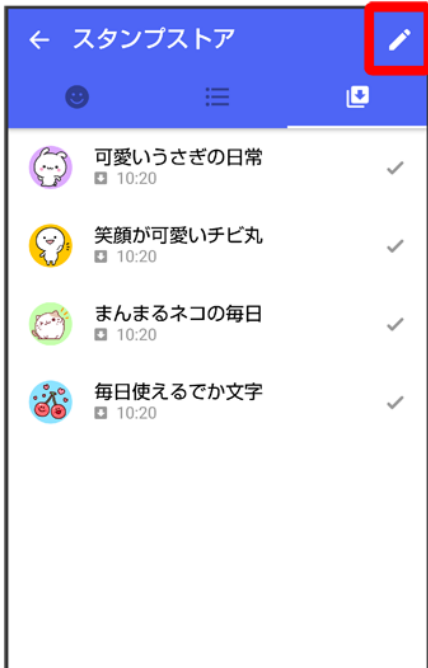 スタンプストア
可愛いうさぎの日常
10:20
笑顔が可愛いチビ丸
10:20
まんまるネコの毎日
10:20
毎日使えるでか文字
10:20